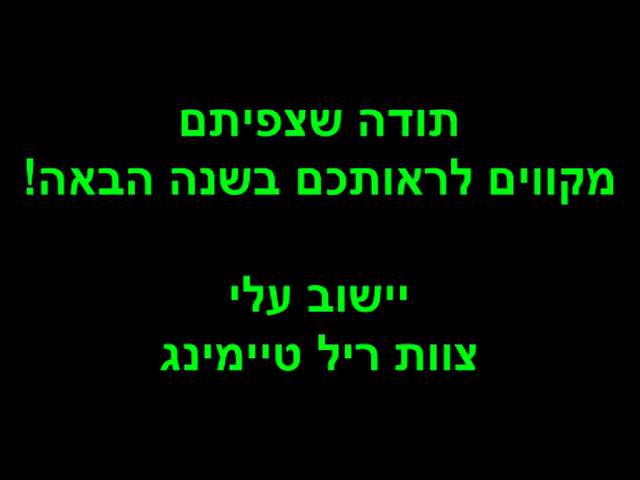 תודה שצפיתם
מקווים לראותכם בשנה הבאה!
יישוב עלי
צוות ריל טיימינג